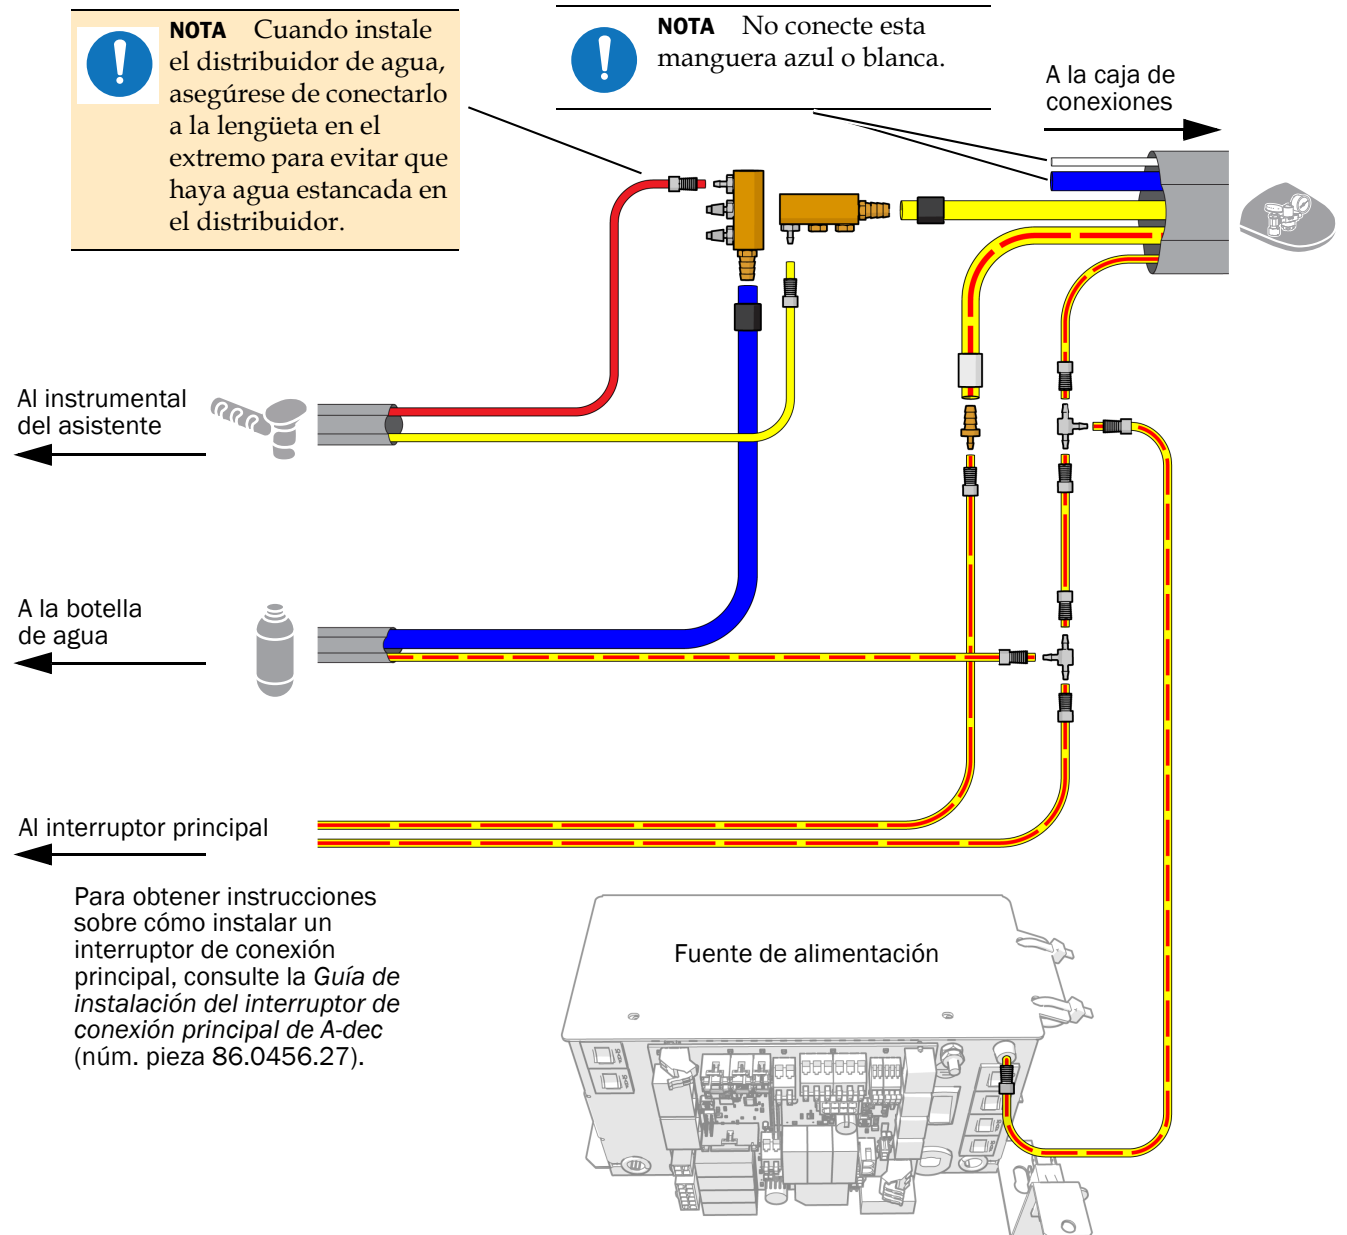 NOTA Cuando instale
el distribuidor de agua,
asegúrese de conectarlo
a la lengüeta en el
extremo para evitar que
haya agua estancada en
el distribuidor.
NOTA No conecte esta
manguera azul o blanca.
A la caja de
conexiones
Al instrumental
del asistente
A la botella
de agua
Al interruptor principal
Para obtener instrucciones
sobre cómo instalar un
interruptor de conexión
principal, consulte la Guía de
instalación del interruptor de
conexión principal de A-dec
(núm. pieza 86.0456.27).
Fuente de alimentación